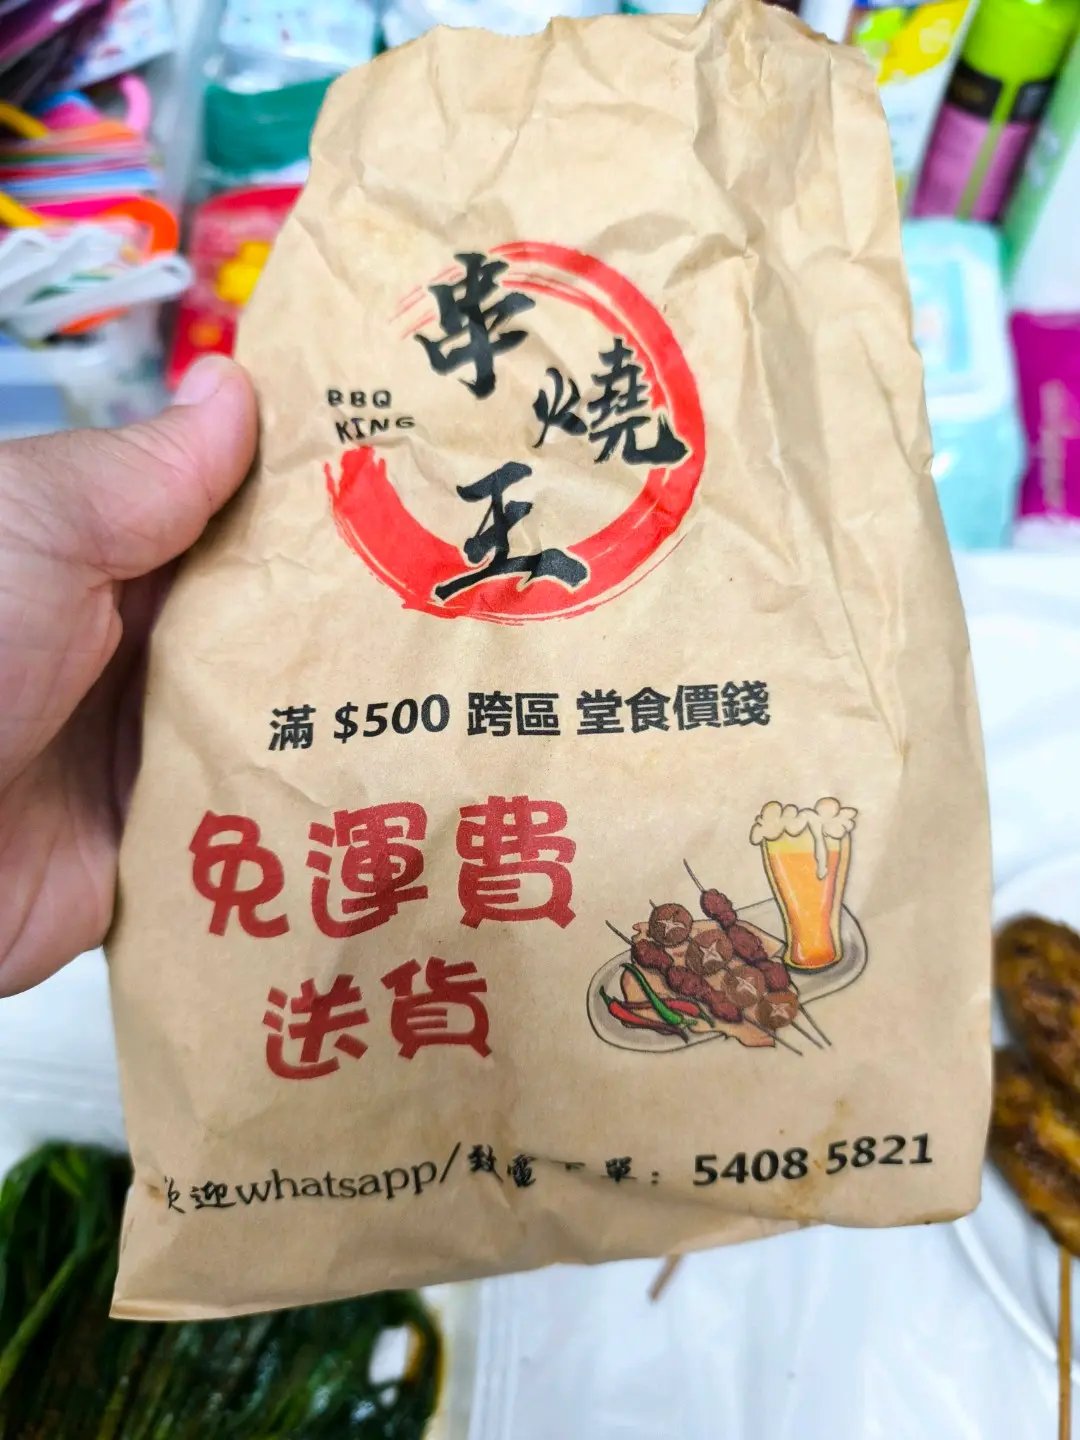 串燒王
BBQ
KING
滿 $500 跨區 堂食價錢
免運費
送貨
欢迎whatsapp/致電 單: 5408 5821